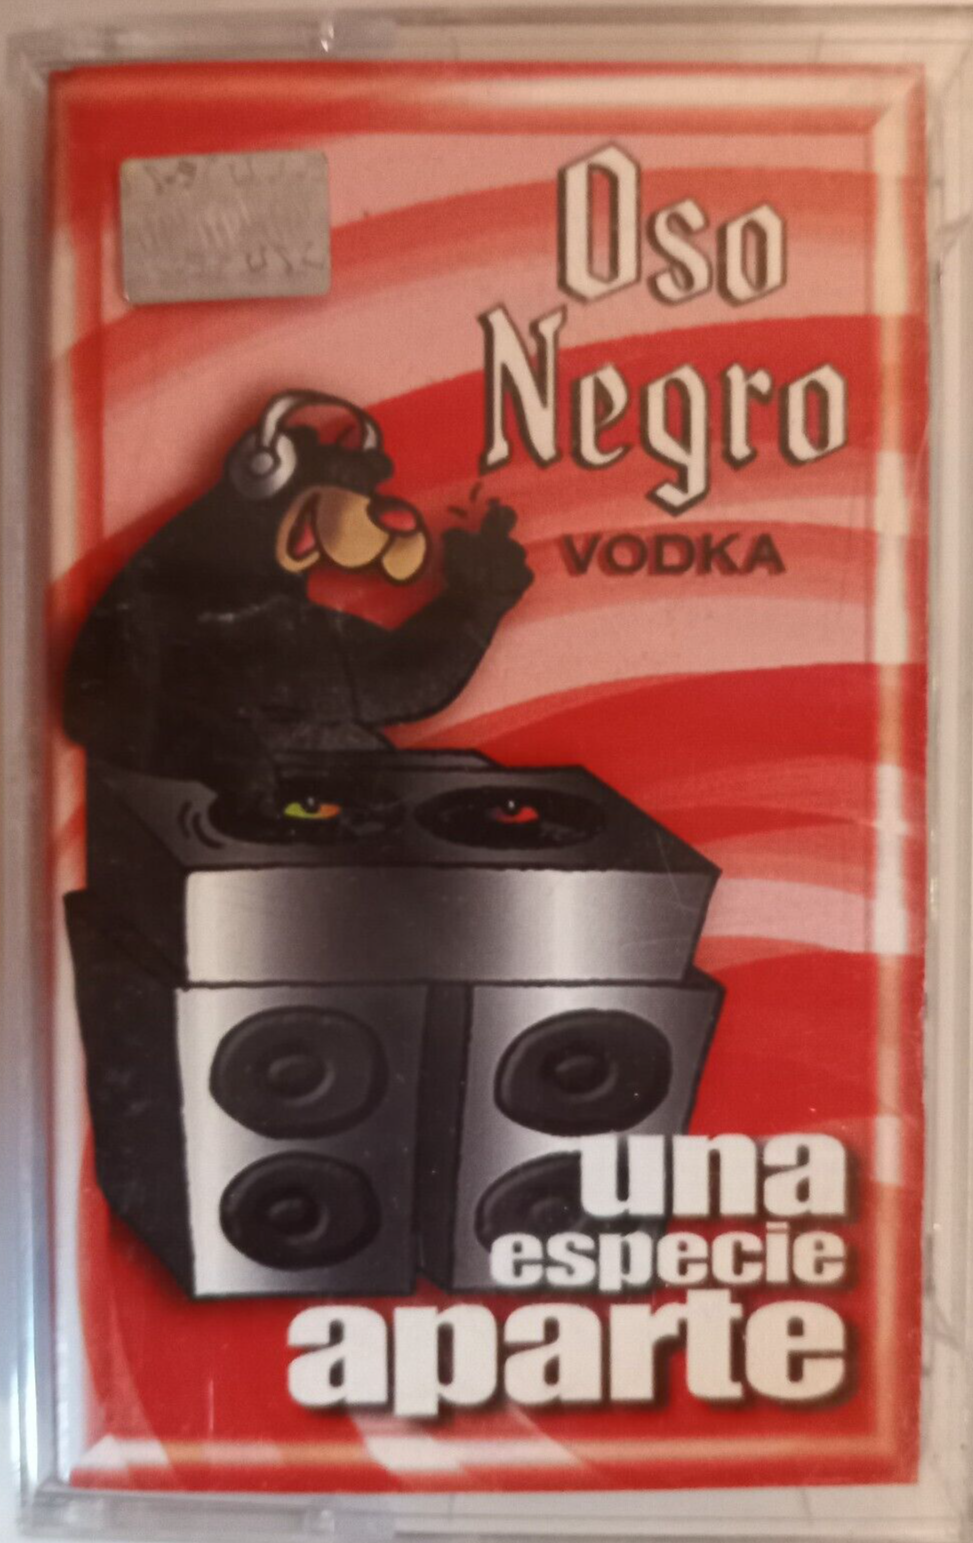 Oso
Negro
VODKA
una
especie
aparte